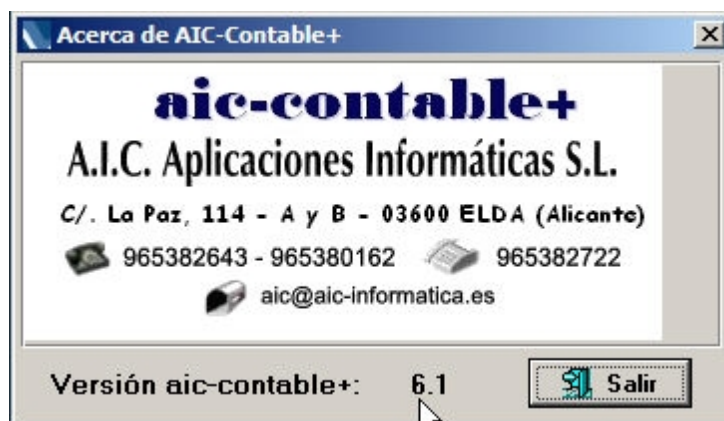 Acerca de AIC-Contable+
aic-contable+
A.I.C. Aplicaciones Informáticas S.L.
C/. La Paz, 114 - A y B - 03600 ELDA (Alicante)
965382643 - 965380162 965382722
aic@aic-informatica.es
Versión aic-contable+: 6.1 Salir